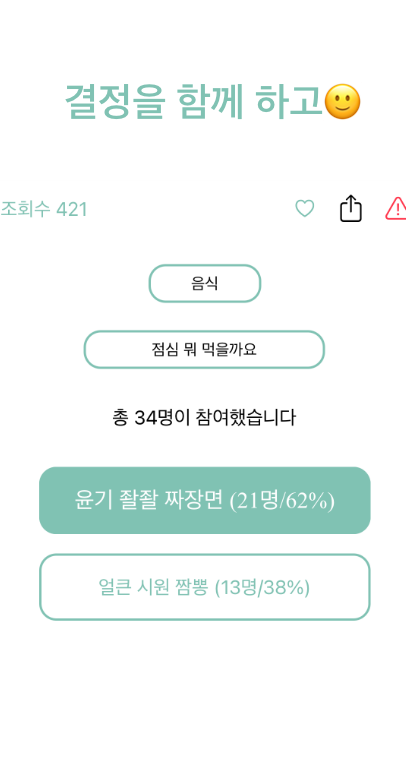 결정을 함께 하고🙂
조회수 421
음식
점심 뭐 먹을까요
총 34명이 참여했습니다
윤기 좔좔 짜장면 (21명/62%)
얼큰 시원 짬뽕 (13명/38%)